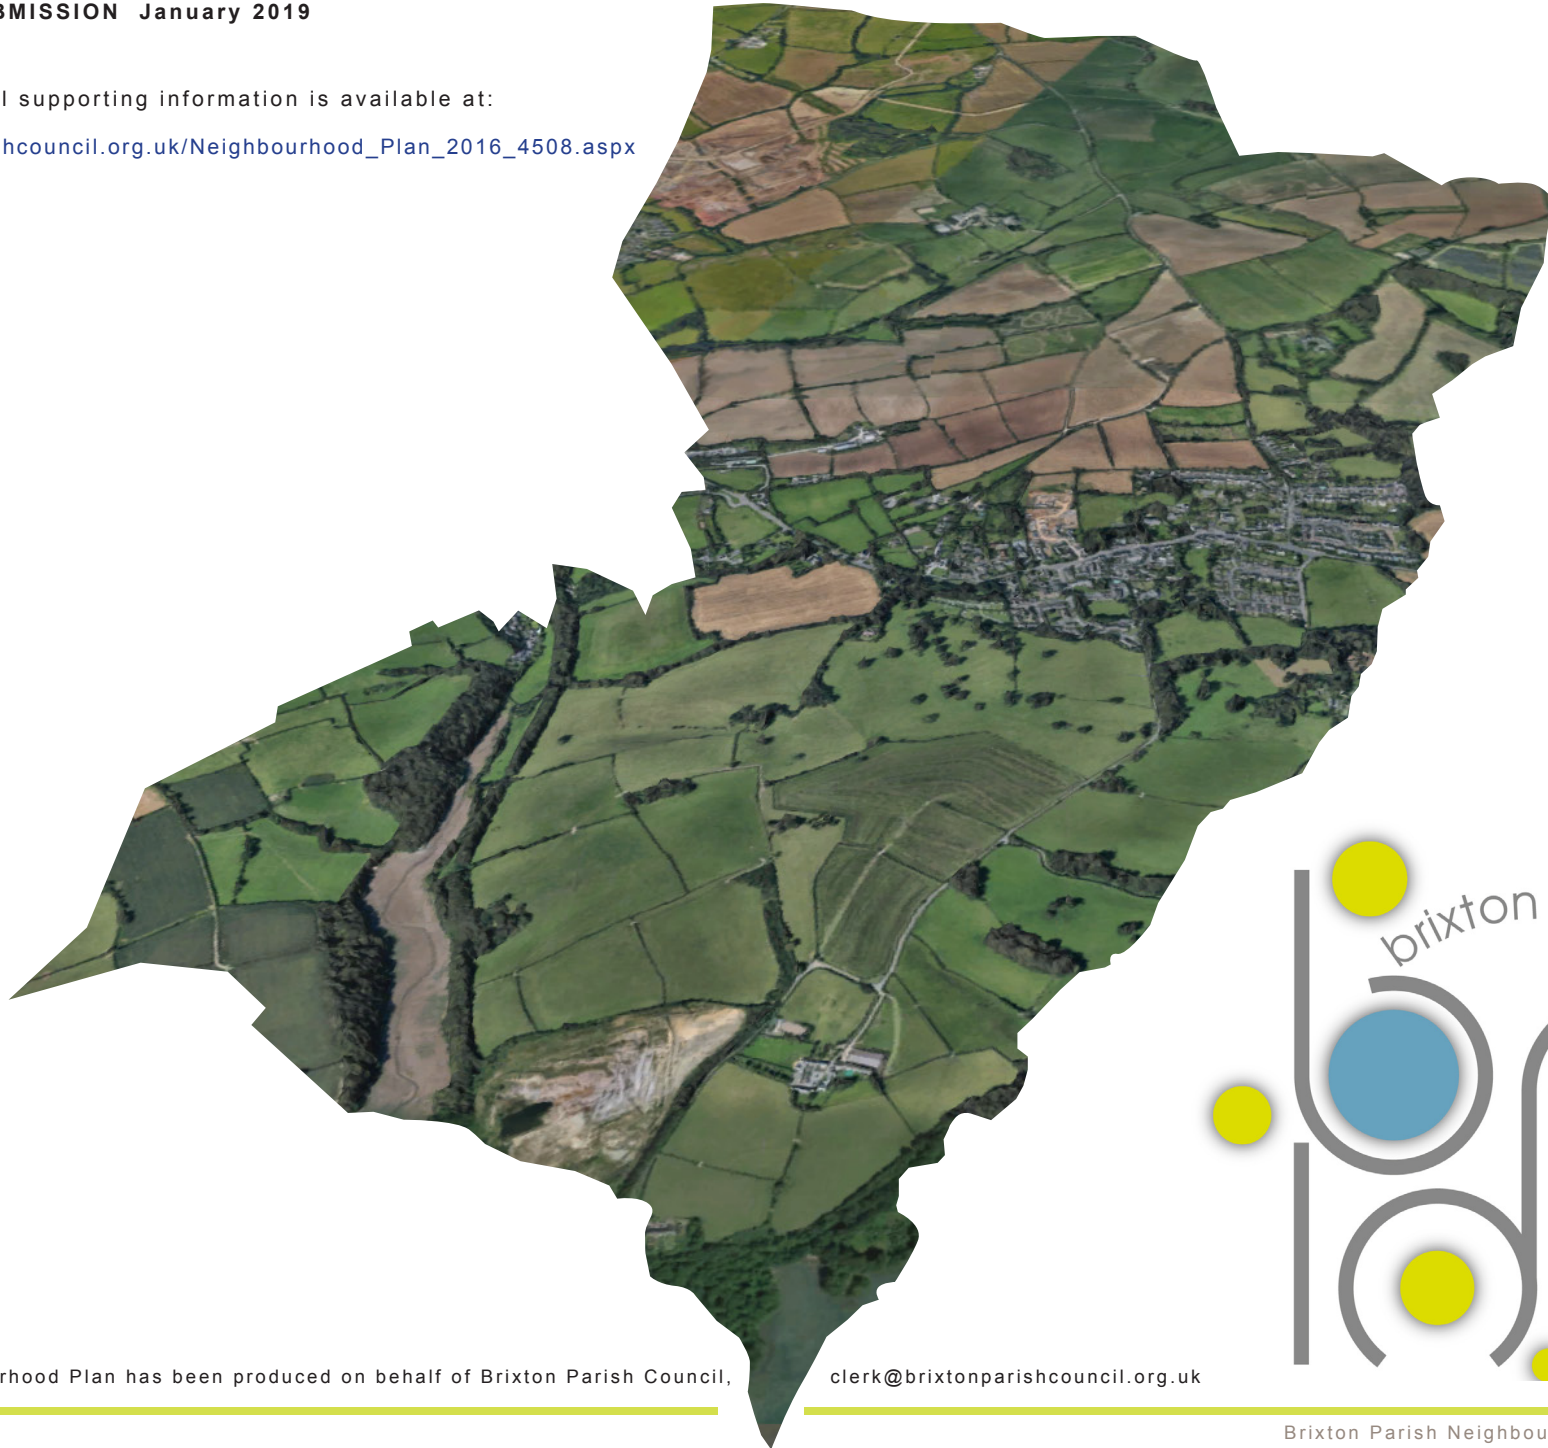 BMISSION January 2019
l supporting information is available at:
hcouncil.org.uk/Neighbourhood_Plan_2016_4508.aspx
brixton
rhood Plan has been produced on behalf of Brixton Parish Council, clerk@brixtonparishcouncil.org.uk
Brixton Parish Neighbou